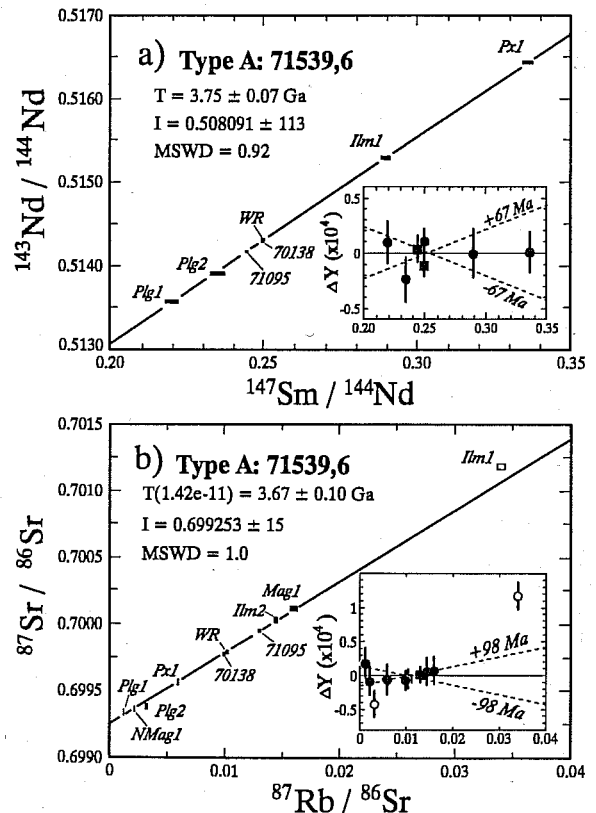 a) Type A: 71539,6
T = 3.75 ± 0.07 Ga
I = 0.508091 ± 113
MSWD = 0.92
143Nd / 144Nd
0.5170
0.5160
0.5150
0.5140
0.5130
Px1
Ilm1
WR
70138
71095
Plg2
Plg1
ΔY (x10⁴)
0.5
0
-0.5
+67 Ma
-67 Ma
0.20 0.25 0.30 0.35
0.20 0.25 0.30 0.35
147Sm / 144Nd
b) Type A: 71539,6
T(1.42e-11) = 3.67 ± 0.10 Ga
I = 0.699253 ± 15
MSWD = 1.0
87Sr / 86Sr
0.7015
0.7010
0.7005
0.7000
0.6995
0.6990
Ilm1
Mag1
Ilm2
71095
WR
70138
Px1
Plg1
Plg2
NMag1
ΔY (x10⁴)
1
0.5
0
-0.5
+98 Ma
-98 Ma
0 0.01 0.02 0.03 0.04
0 0.01 0.02 0.03 0.04
87Rb / 86Sr